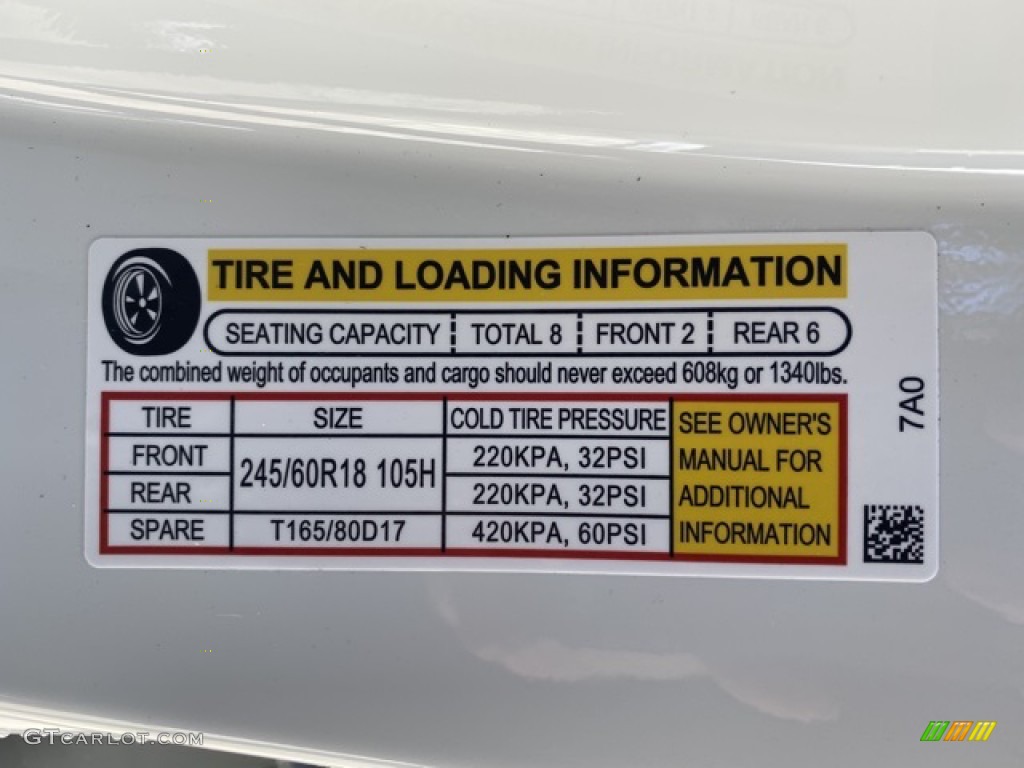 TIRE AND LOADING INFORMATION
SEATING CAPACITY TOTAL 8 FRONT 2 REAR 6
The combined weight of occupants and cargo should never exceed 608kg or 1340lbs.
TIRE SIZE COLD TIRE PRESSURE
FRONT 245/60R18 105H 220KPA, 32PSI
REAR 220KPA, 32PSI
SPARE T165/80D17 420KPA, 60PSI
SEE OWNER'S
MANUAL FOR
ADDITIONAL
INFORMATION
7A0
GTCARLOT.COM